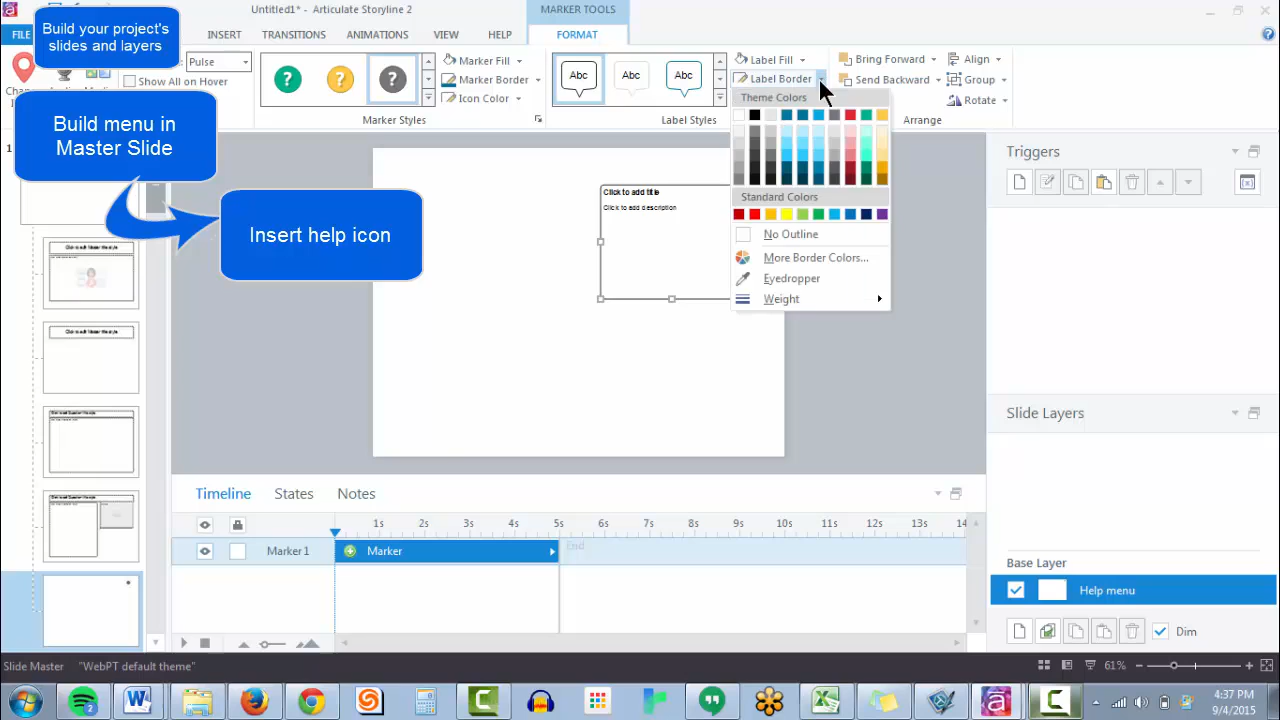 Untitled1* - Articulate Storyline 2
MARKER TOOLS
FILE
INSERT
TRANSITIONS
ANIMATIONS
VIEW
HELP
FORMAT
Build your project's
slides and layers
Pulse
Show All on Hover
Marker Fill
Marker Border
Icon Color
Marker Styles
Abc
Abc
Abc
Label Styles
Label Fill
Label Border
Bring Forward
Send Backward
Align
Group
Rotate
Arrange
Build menu in
Master Slide
Insert help icon
Theme Colors
Standard Colors
No Outline
More Border Colors...
Eyedropper
Weight
Click to add title
Click to add description
1
Triggers
Slide Layers
Base Layer
Help menu
Dim
Timeline
States
Notes
1s 2s 3s 4s 5s 6s 7s 8s 9s 10s 11s 12s 13s 14
Marker 1
Marker
End
Slide Master
"WebPT default theme"
61%
2
4:37 PM
9/4/2015